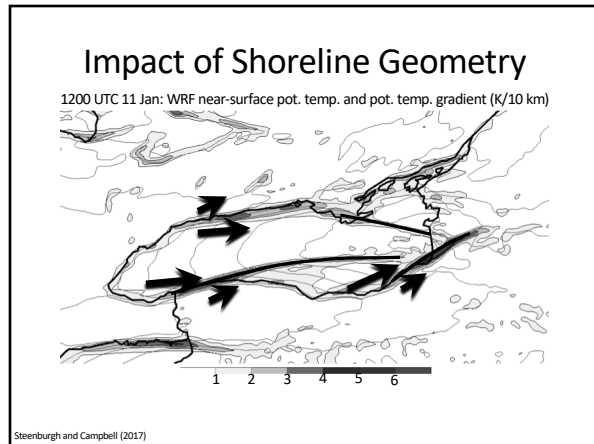 Impact of Shoreline Geometry
1200 UTC 11 Jan: WRF near-surface pot. temp. and pot. temp. gradient (K/10 km)
1 2 3 4 5 6
Steenburgh and Campbell (2017)